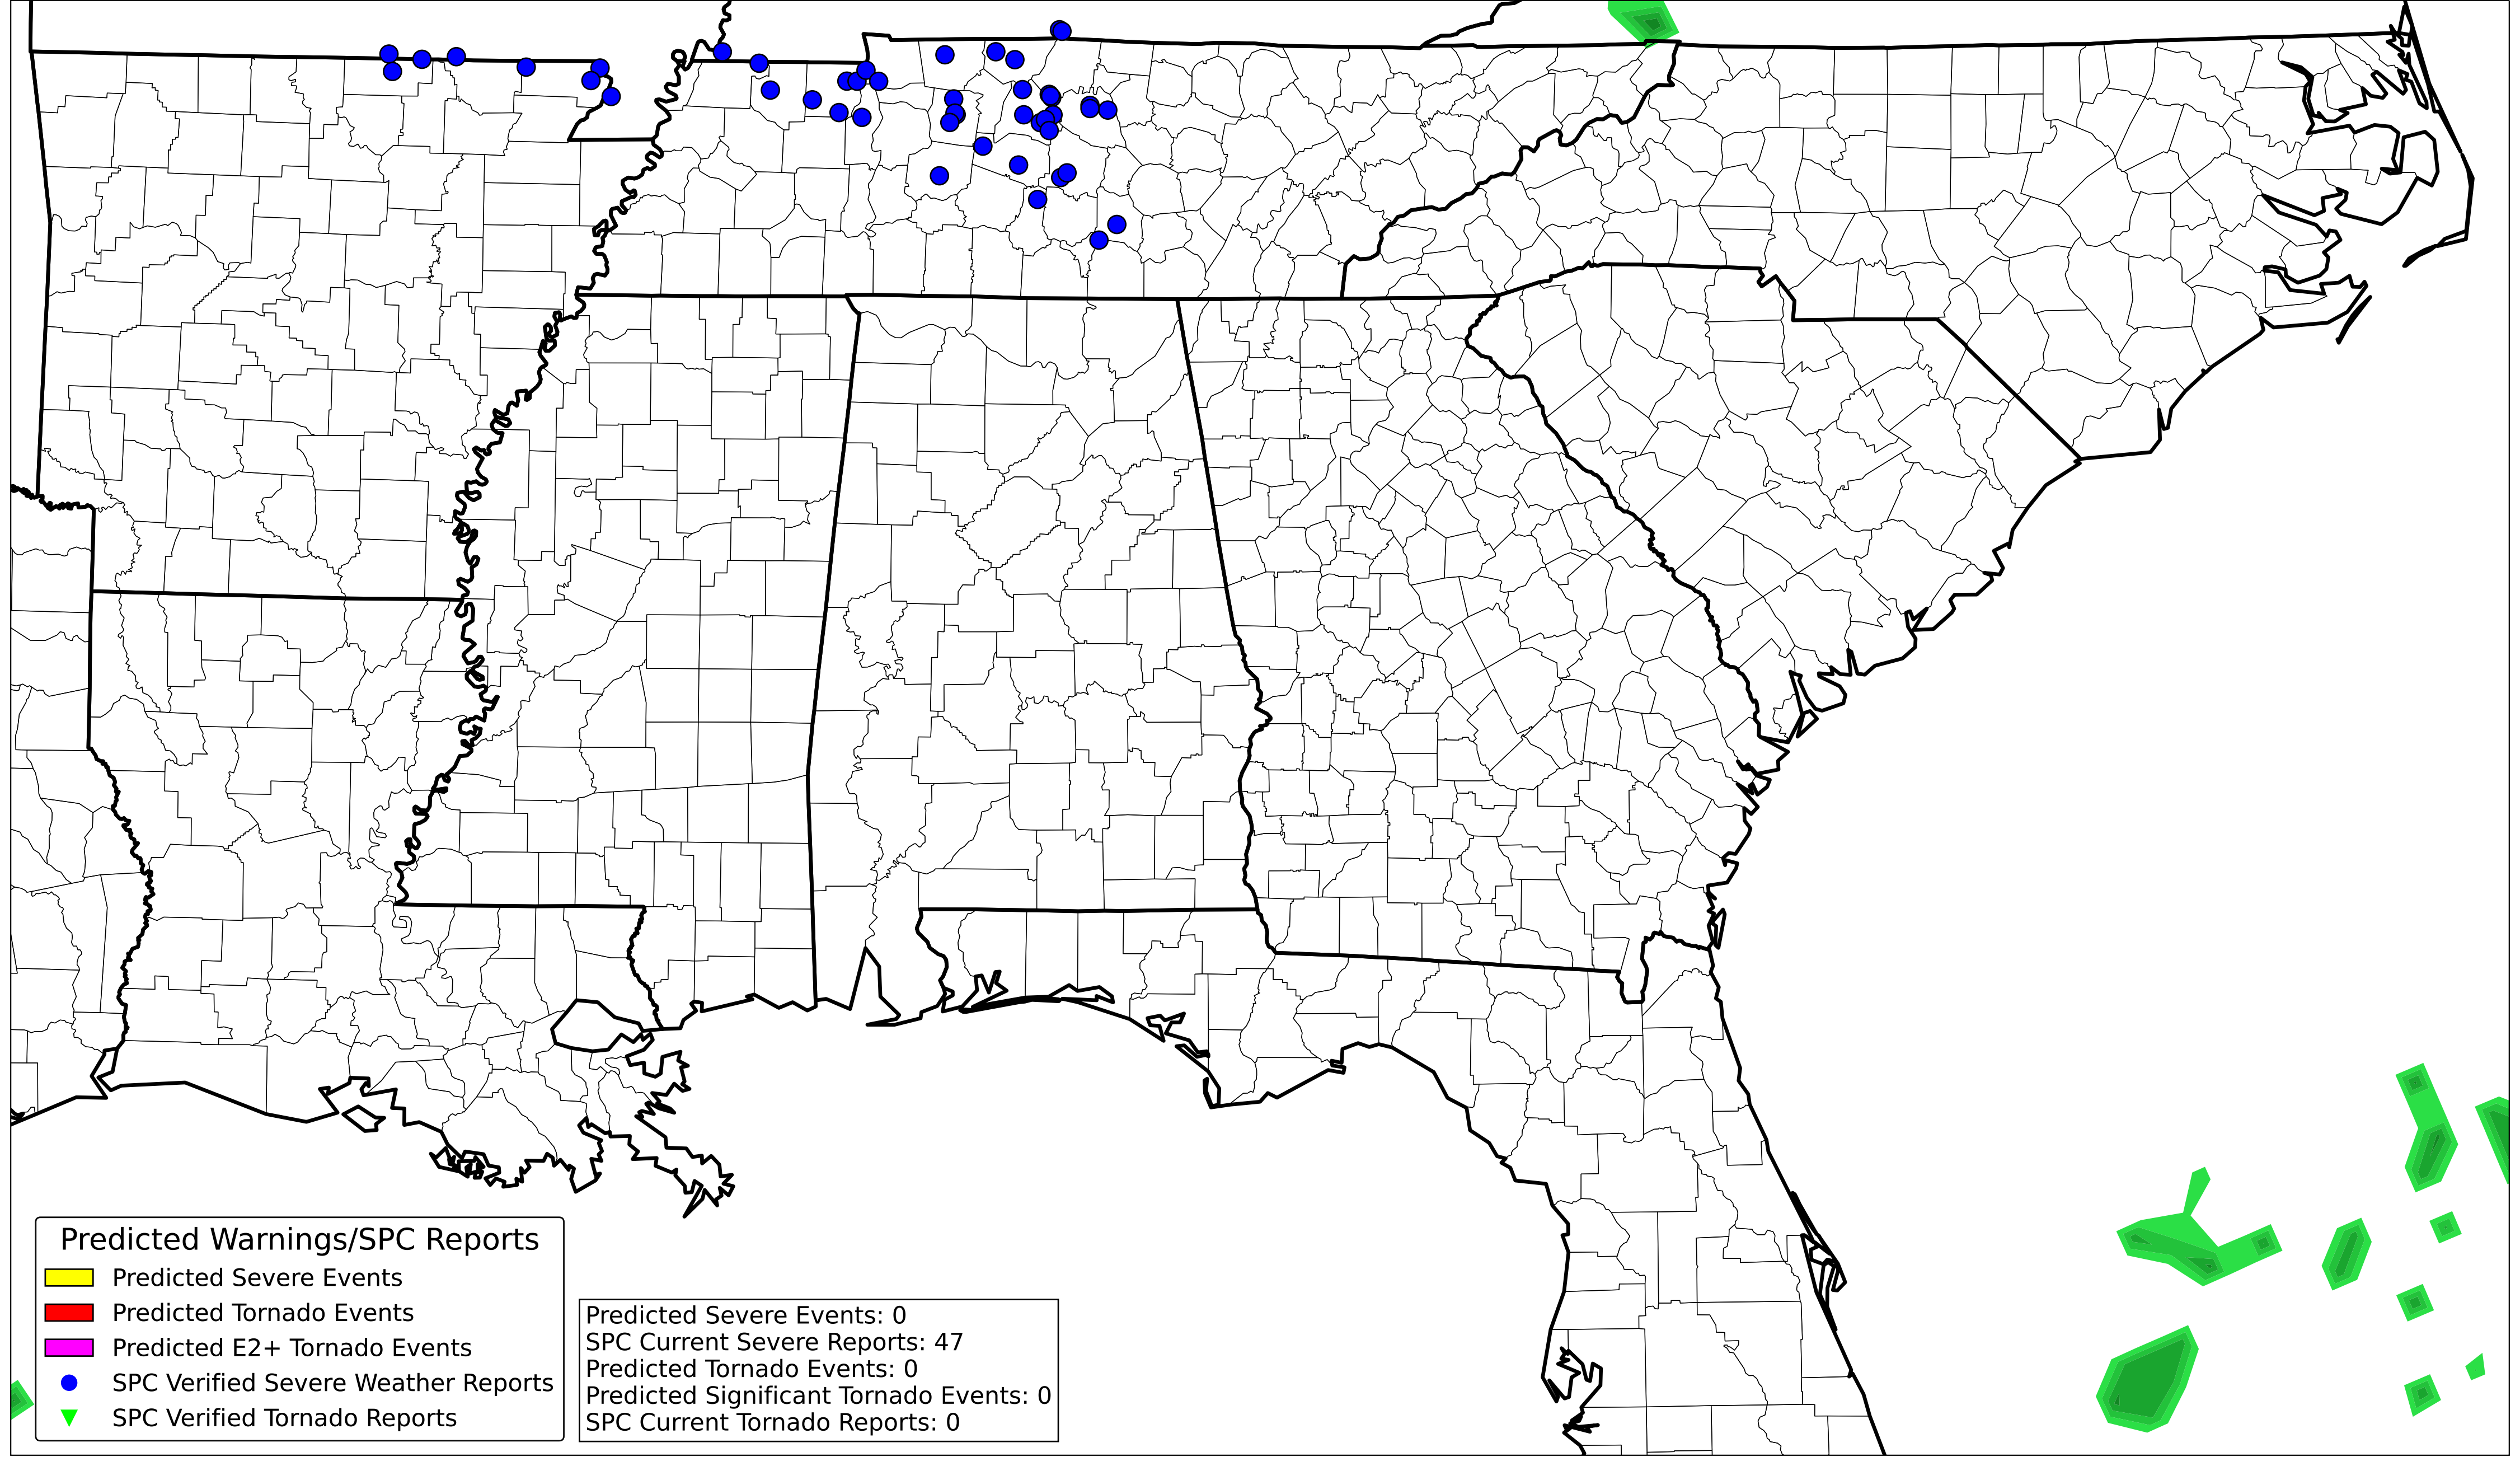 Predicted Warnings/SPC Reports
Predicted Severe Events
Predicted Tornado Events
Predicted E2+ Tornado Events
SPC Verified Severe Weather Reports
SPC Verified Tornado Reports
Predicted Severe Events: 0
SPC Current Severe Reports: 47
Predicted Tornado Events: 0
Predicted Significant Tornado Events: 0
SPC Current Tornado Reports: 0